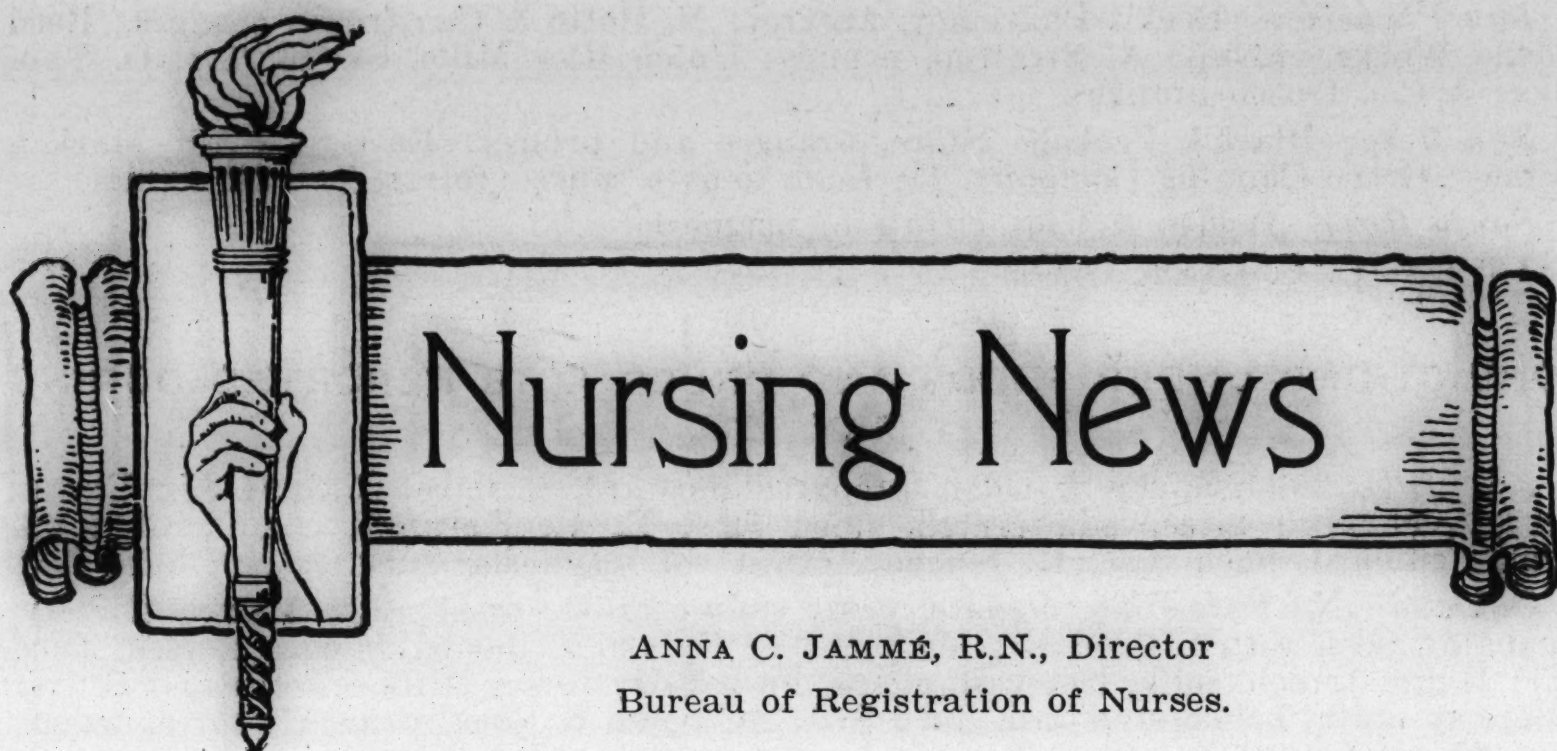 Nursing News
ANNA C. JAMMÉ, R.N., Director
Bureau of Registration of Nurses.